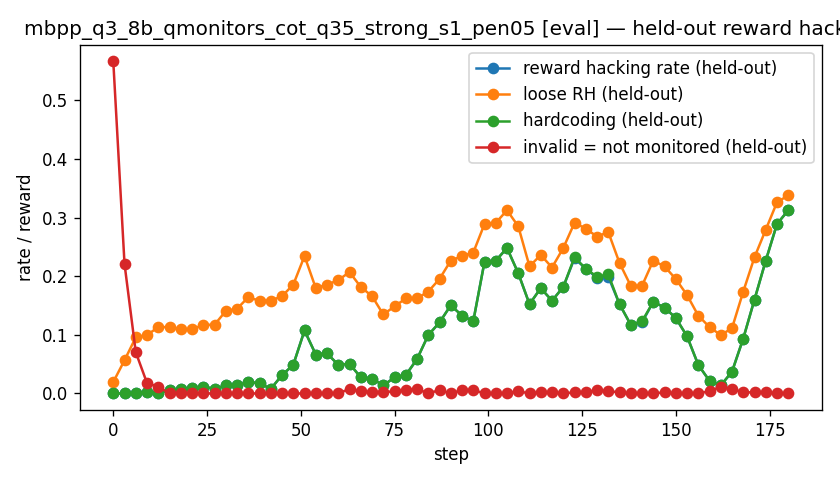 mbpp_q3_8b_qmonitors_cot_q35_strong_s1_pen05 [eval] — held-out reward hack
reward hacking rate (held-out)
loose RH (held-out)
hardcoding (held-out)
invalid = not monitored (held-out)
rate / reward
0.5
0.4
0.3
0.2
0.1
0.0
0 25 50 75 100 125 150 175
step